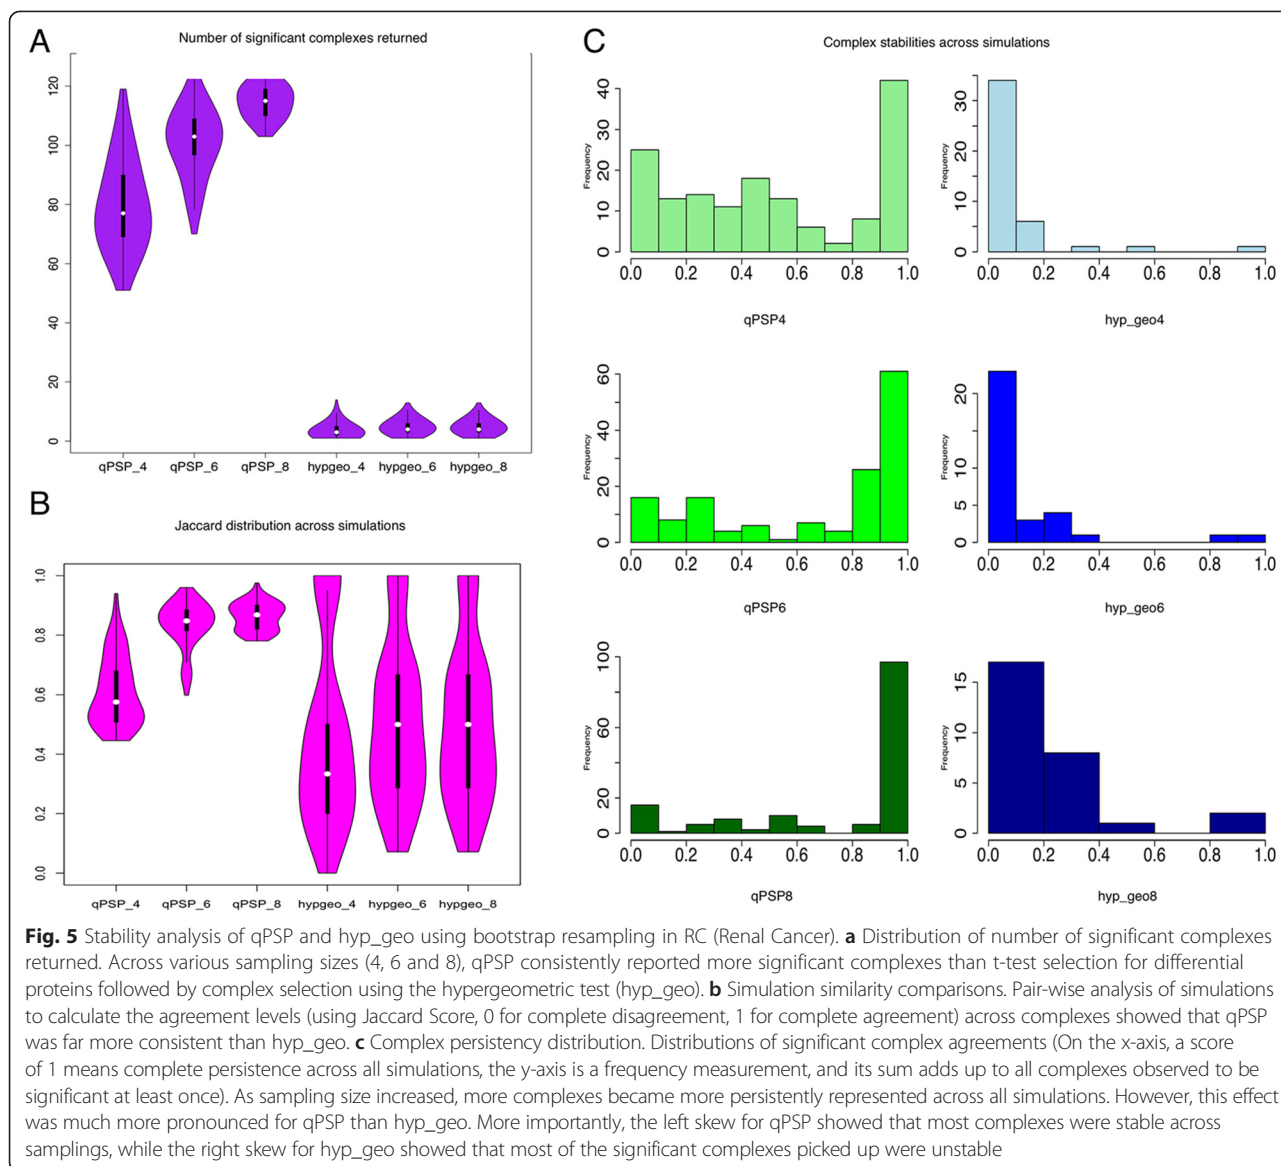 A
Number of significant complexes returned
120
100
80
60
40
20
0
qPSP_4 qPSP_6 qPSP_8 hypgeo_4 hypgeo_6 hypgeo_8
B
Jaccard distribution across simulations
1.0
0.8
0.6
0.4
0.2
0.0
qPSP_4 qPSP_6 qPSP_8 hypgeo_4 hypgeo_6 hypgeo_8
C
Complex stabilities across simulations
Frequency
40
30
20
10
0
0.0 0.2 0.4 0.6 0.8 1.0
qPSP4
Frequency
30
20
10
0
0.0 0.2 0.4 0.6 0.8 1.0
hyp_geo4
Frequency
60
40
20
0
0.0 0.2 0.4 0.6 0.8 1.0
qPSP6
Frequency
20
10
5
0
0.0 0.2 0.4 0.6 0.8 1.0
hyp_geo6
Frequency
100
60
20
0
0.0 0.2 0.4 0.6 0.8 1.0
qPSP8
Frequency
15
10
5
0
0.0 0.2 0.4 0.6 0.8 1.0
hyp_geo8
Fig. 5 Stability analysis of qPSP and hyp_geo using bootstrap resampling in RC (Renal Cancer). a Distribution of number of significant complexes
returned. Across various sampling sizes (4, 6 and 8), qPSP consistently reported more significant complexes than t-test selection for differential
proteins followed by complex selection using the hypergeometric test (hyp_geo). b Simulation similarity comparisons. Pair-wise analysis of simulations
to calculate the agreement levels (using Jaccard Score, 0 for complete disagreement, 1 for complete agreement) across complexes showed that qPSP
was far more consistent than hyp_geo. c Complex persistency distribution. Distributions of significant complex agreements (On the x-axis, a score
of 1 means complete persistence across all simulations, the y-axis is a frequency measurement, and its sum adds up to all complexes observed to be
significant at least once). As sampling size increased, more complexes became more persistently represented across all simulations. However, this effect
was much more pronounced for qPSP than hyp_geo. More importantly, the left skew for qPSP showed that most complexes were stable across
samplings, while the right skew for hyp_geo showed that most of the significant complexes picked up were unstable